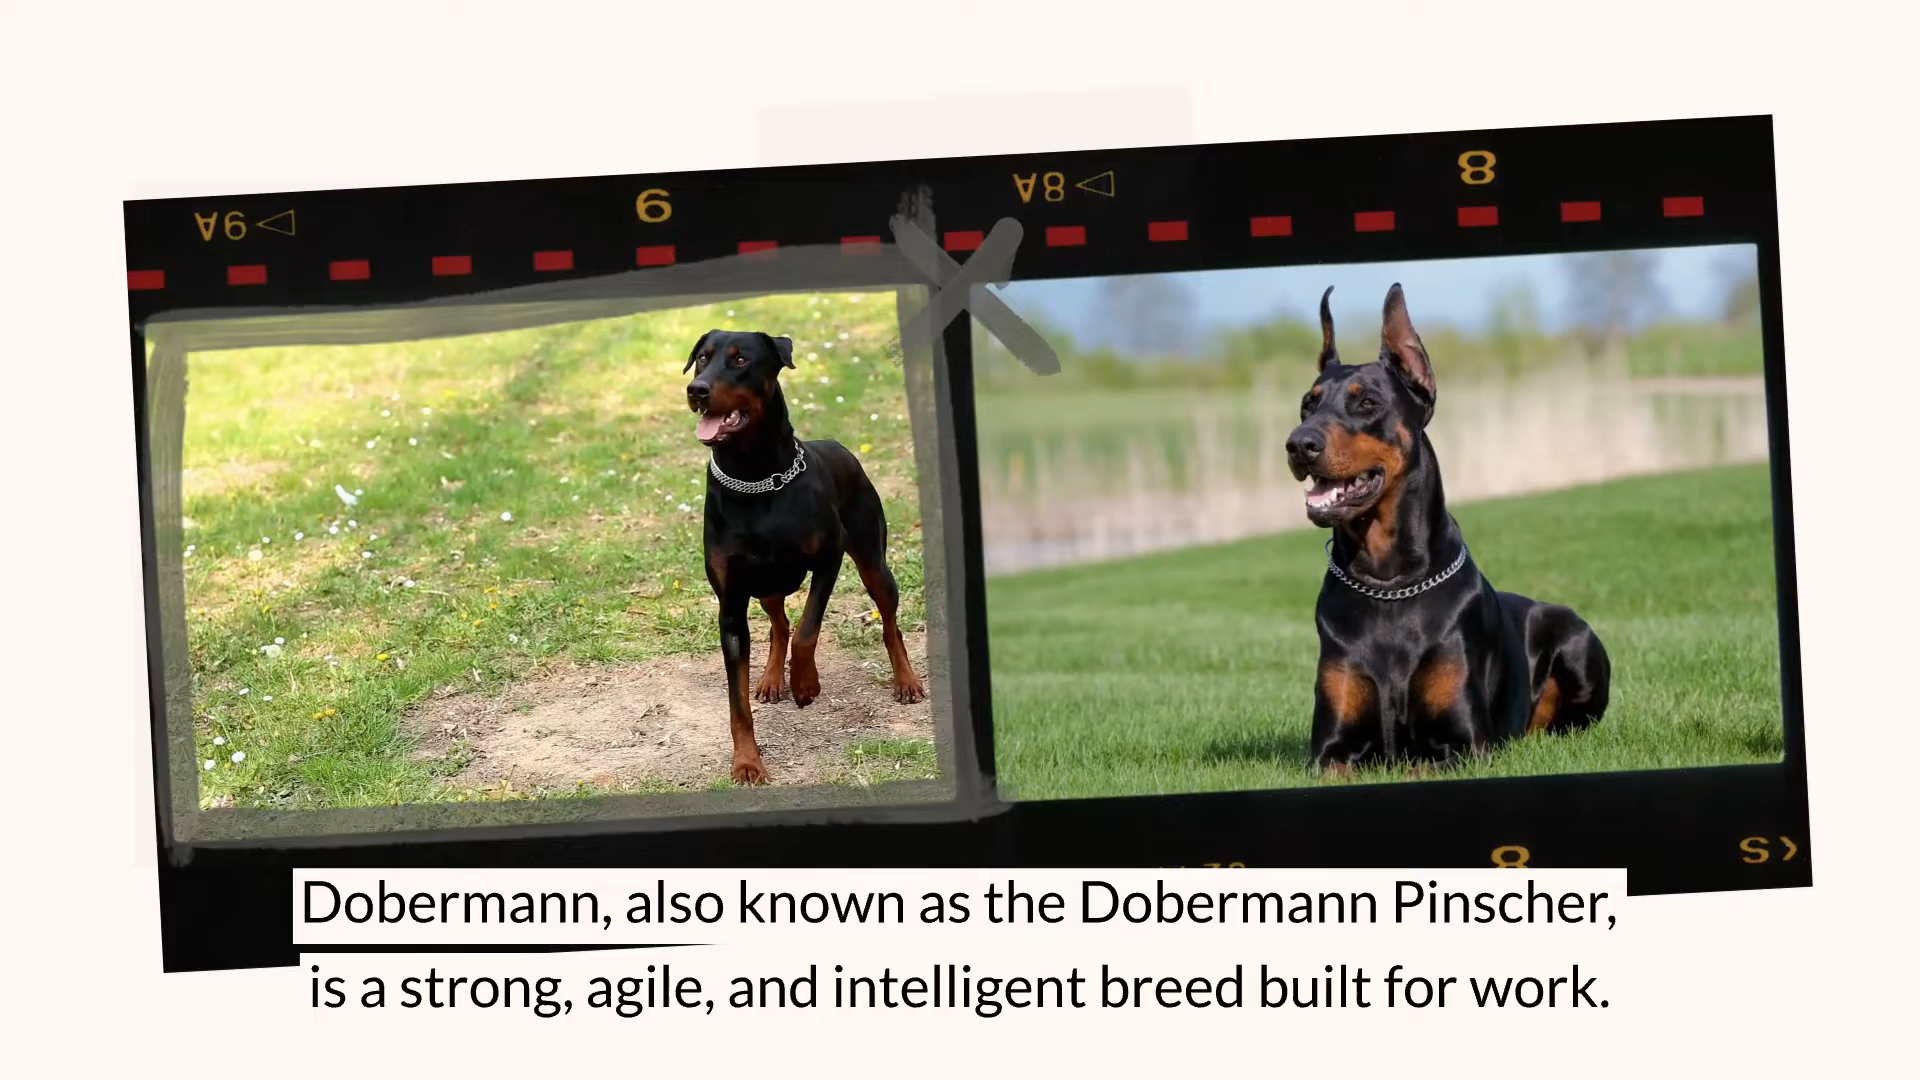 9A
9
8A
8
8
S
Dobermann, also known as the Dobermann Pinscher,
is a strong, agile, and intelligent breed built for work.